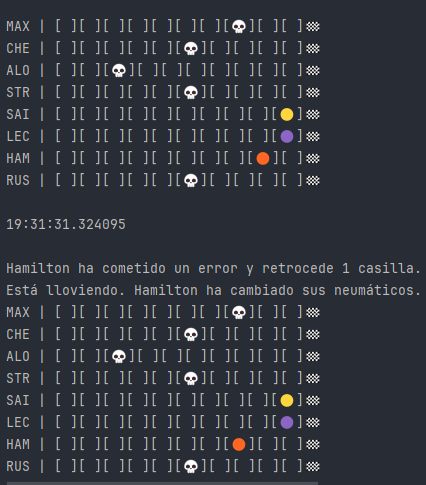 MAX | [ ][ ][ ][ ][ ][ ][ ][💀][ ][ ]🏁
CHE | [ ][ ][ ][ ][ ][💀][ ][ ][ ][ ]🏁
ALO | [ ][ ][💀][ ][ ][ ][ ][ ][ ][ ]🏁
STR | [ ][ ][ ][ ][ ][💀][ ][ ][ ][ ]🏁
SAI | [ ][ ][ ][ ][ ][ ][ ][ ][ ][🟡]🏁
LEC | [ ][ ][ ][ ][ ][ ][ ][ ][ ][🟣]🏁
HAM | [ ][ ][ ][ ][ ][ ][ ][ ][🟠][ ]🏁
RUS | [ ][ ][ ][ ][ ][💀][ ][ ][ ][ ]🏁
19:31:31.324095
Hamilton ha cometido un error y retrocede 1 casilla.
Está lloviendo. Hamilton ha cambiado sus neumáticos.
MAX | [ ][ ][ ][ ][ ][ ][ ][💀][ ][ ]🏁
CHE | [ ][ ][ ][ ][ ][💀][ ][ ][ ][ ]🏁
ALO | [ ][ ][💀][ ][ ][ ][ ][ ][ ][ ]🏁
STR | [ ][ ][ ][ ][ ][💀][ ][ ][ ][ ]🏁
SAI | [ ][ ][ ][ ][ ][ ][ ][ ][ ][🟡]🏁
LEC | [ ][ ][ ][ ][ ][ ][ ][ ][ ][🟣]🏁
HAM | [ ][ ][ ][ ][ ][ ][ ][🟠][ ][ ]🏁
RUS | [ ][ ][ ][ ][ ][💀][ ][ ][ ][ ]🏁